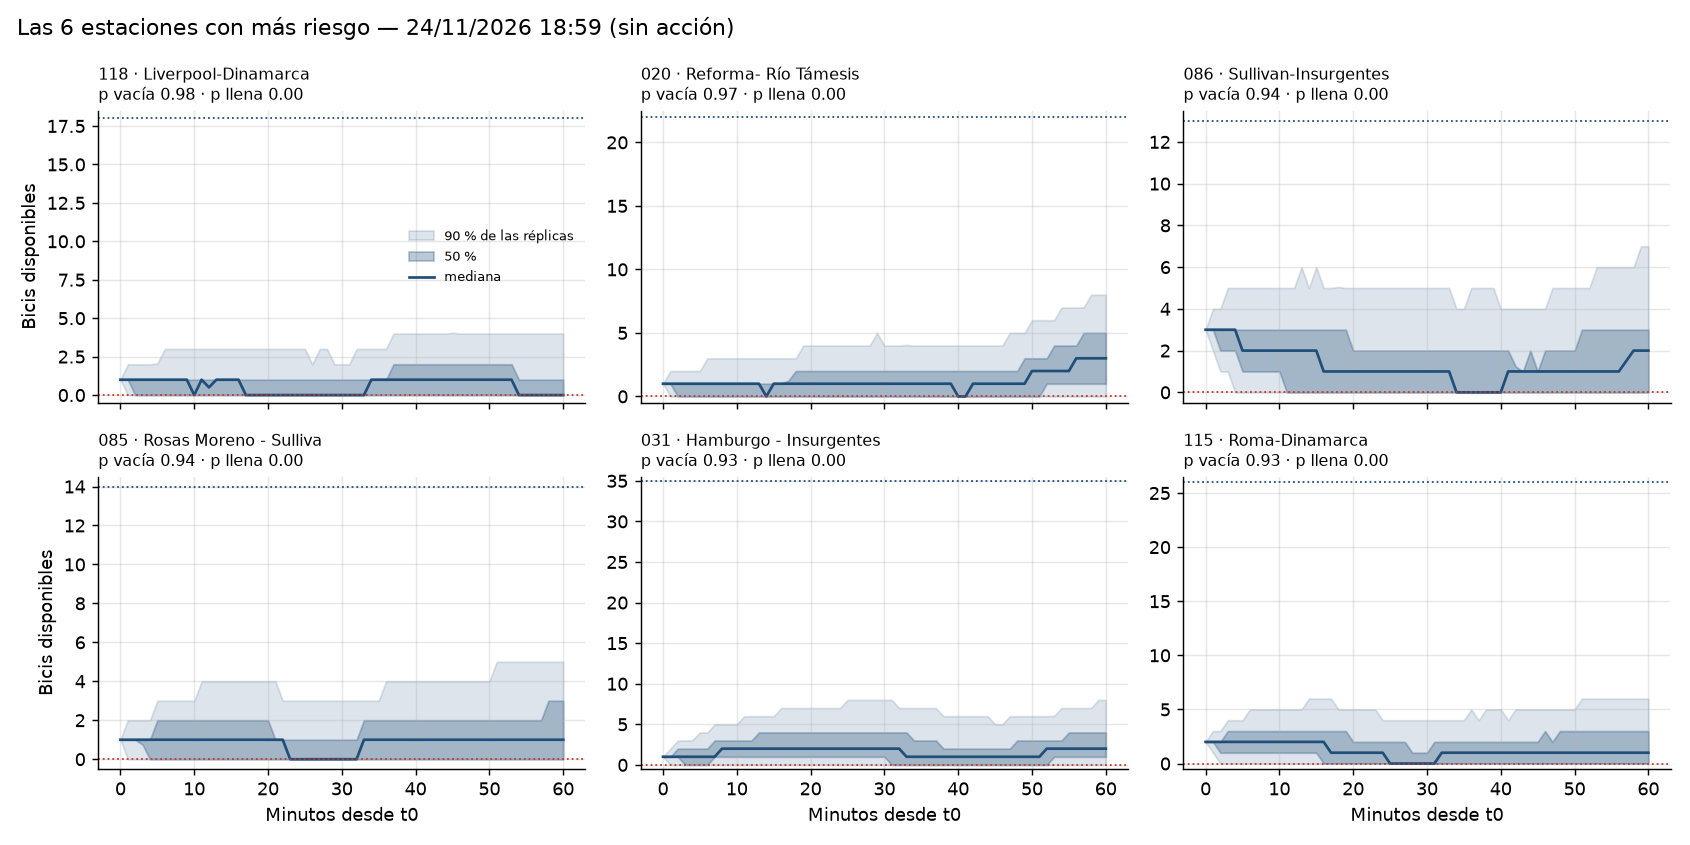 Las 6 estaciones con más riesgo — 24/11/2026 18:59 (sin acción)
118 · Liverpool-Dinamarca
p vacía 0.98 · p llena 0.00
17.5
15.0
12.5
10.0
7.5
5.0
2.5
0.0
Bicis disponibles
90 % de las réplicas
50 %
mediana
020 · Reforma- Río Támesis
p vacía 0.97 · p llena 0.00
20
15
10
5
0
086 · Sullivan-Insurgentes
p vacía 0.94 · p llena 0.00
12
10
8
6
4
2
0
085 · Rosas Moreno - Sulliva
p vacía 0.94 · p llena 0.00
14
12
10
8
6
4
2
0
Bicis disponibles
0 10 20 30 40 50 60
Minutos desde t0
031 · Hamburgo - Insurgentes
p vacía 0.93 · p llena 0.00
35
30
25
20
15
10
5
0
0 10 20 30 40 50 60
Minutos desde t0
115 · Roma-Dinamarca
p vacía 0.93 · p llena 0.00
25
20
15
10
5
0
0 10 20 30 40 50 60
Minutos desde t0